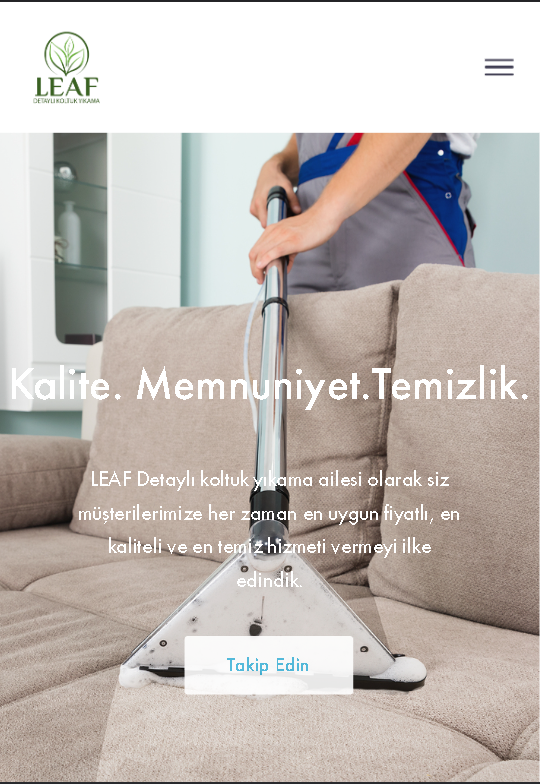 LEAF
DETAYLI KOLTUK YIKAMA
Kalite. Memnuniyet.Temizlik.
LEAF Detaylı koltuk yıkama ailesi olarak siz
müşterilerimize her zaman en uygun fiyatlı, en
kaliteli ve en temiz hizmeti vermeyi ilke
edindik.
Takip Edin